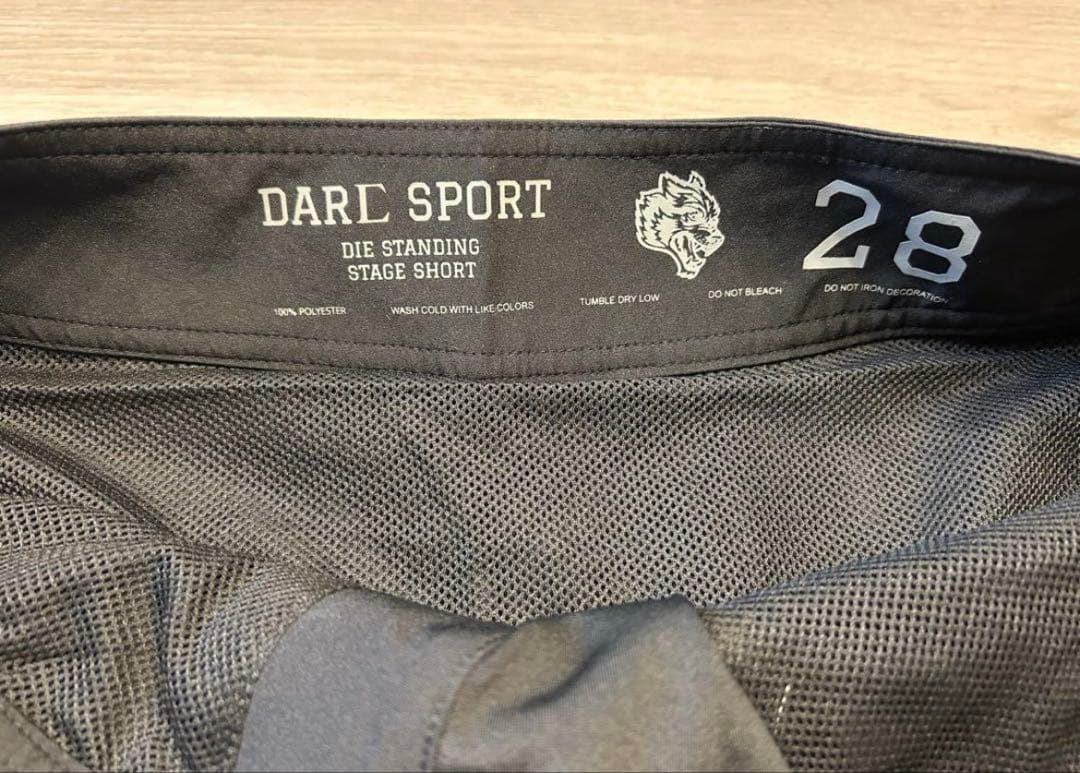 DARC SPORT
DIE STANDING
STAGE SHORT
28
100% POLYESTER WASH COLD WITH LIKE COLORS TUMBLE DRY LOW DO NOT BLEACH DO NOT IRON DECORATION